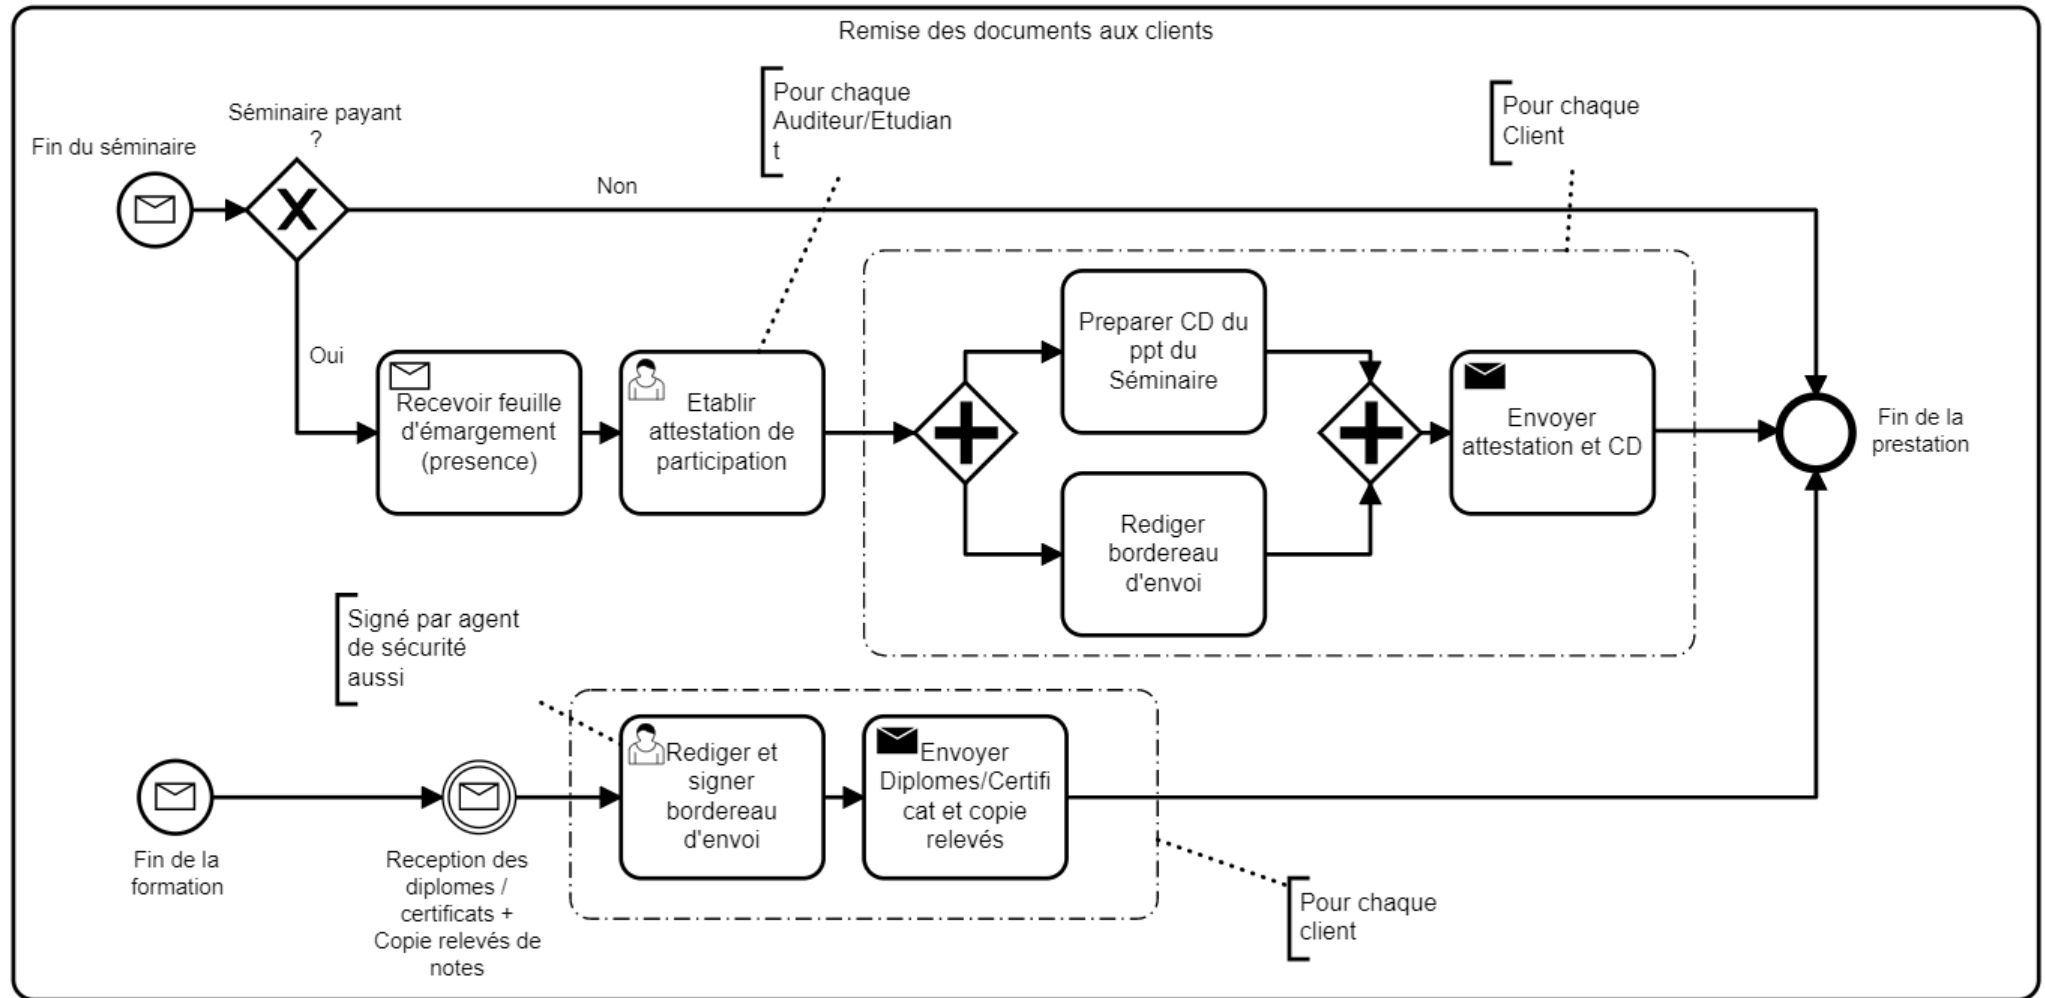 Remise des documents aux clients
Pour chaque
Auditeur/Etudian
t
Pour chaque
Client
Séminaire payant
?
Fin du séminaire
Non
Oui
Recevoir feuille
d'émargement
(presence)
Etablir
attestation de
participation
Preparer CD du
ppt du
Séminaire
Rediger
bordereau
d'envoi
Envoyer
attestation et CD
Fin de la
prestation
Signé par agent
de sécurité
aussi
Fin de la
formation
Reception des
diplomes /
certificats +
Copie relevés de
notes
Rediger et
signer
bordereau
d'envoi
Envoyer
Diplomes/Certifi
cat et copie
relevés
Pour chaque
client